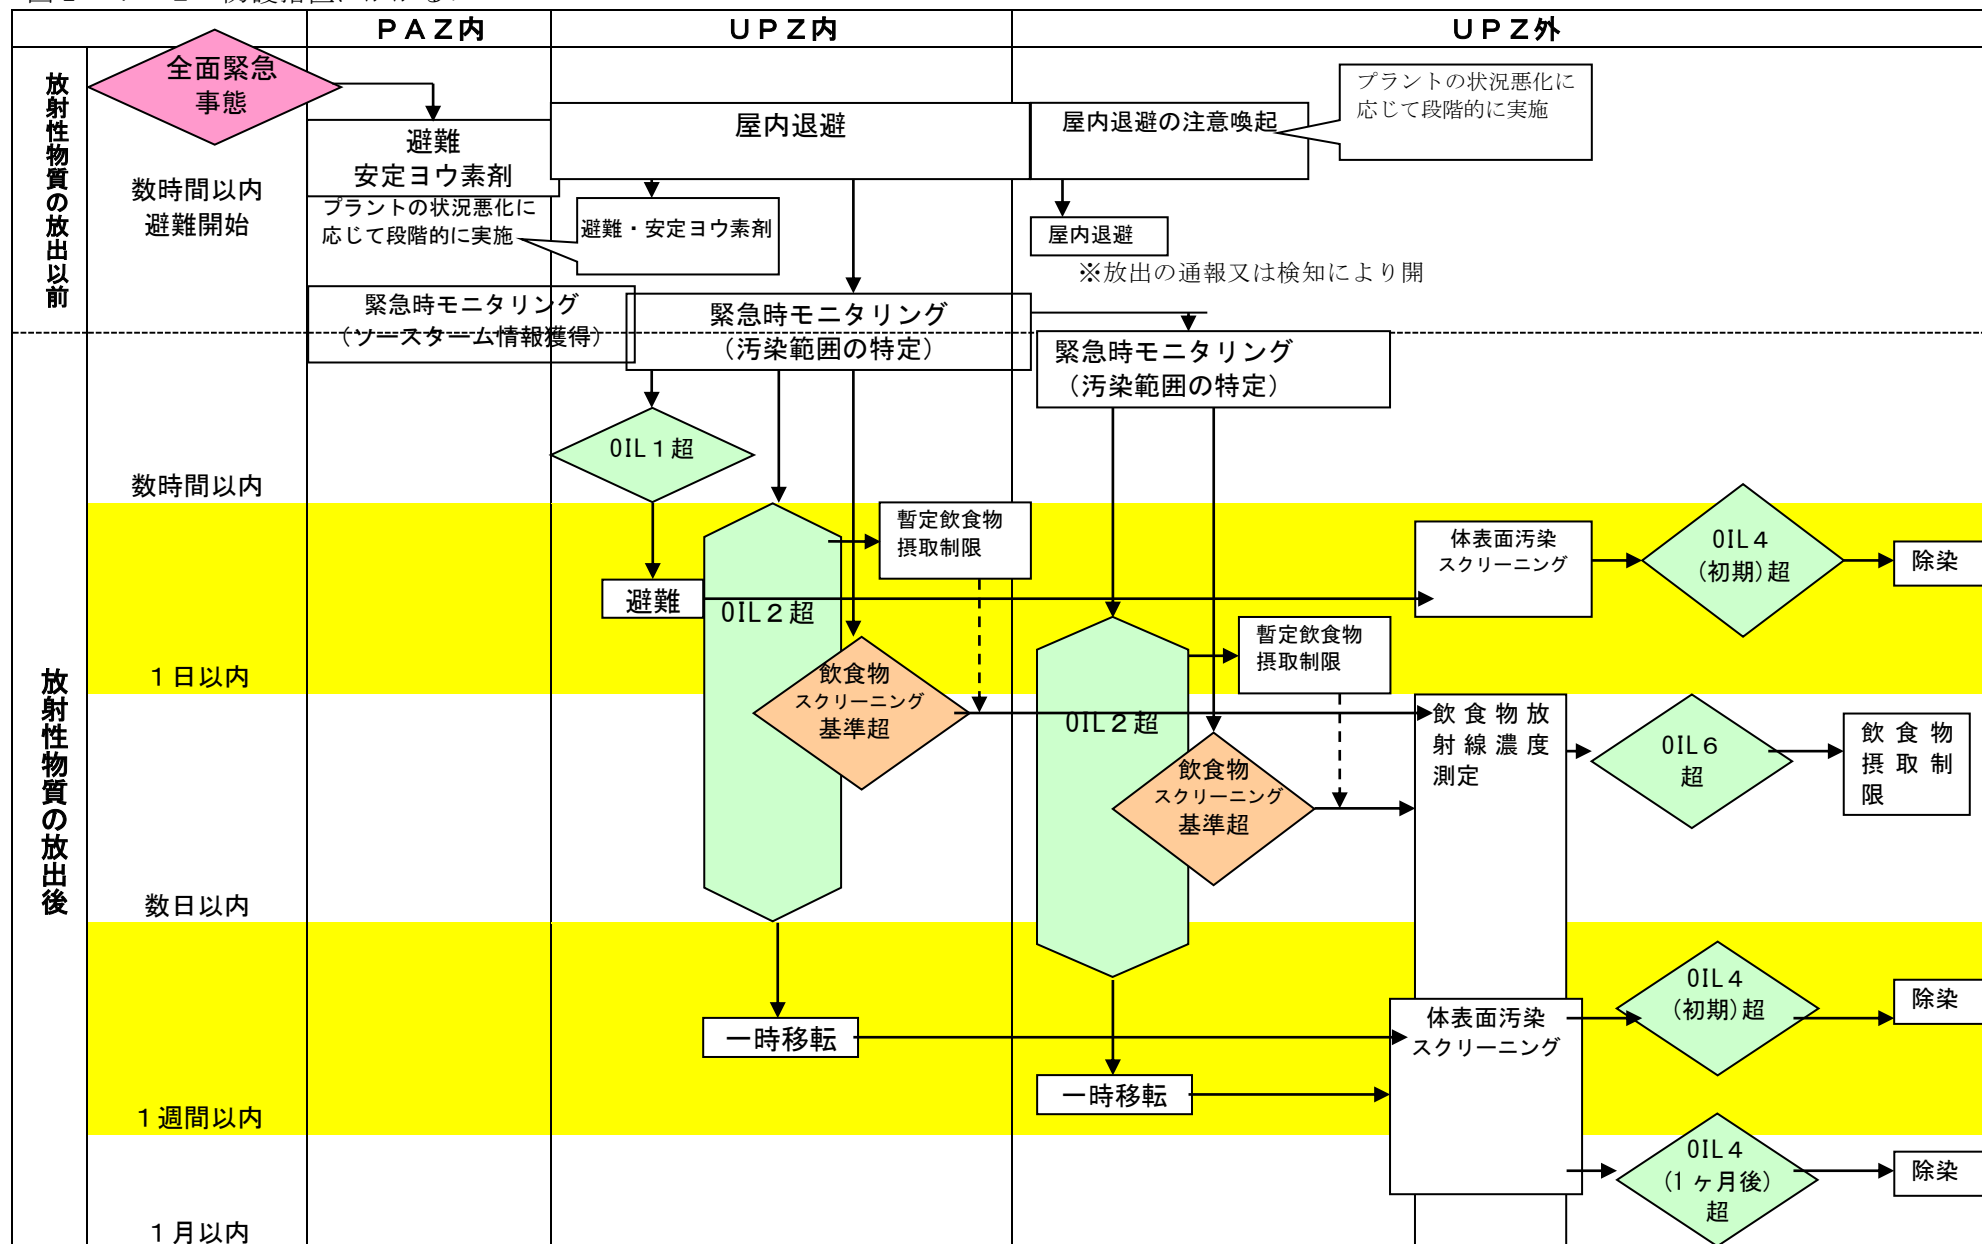 ＰＡＺ内
ＵＰＺ内
ＵＰＺ外
放射性物質の放出以前
全面緊急
事態
数時間以内
避難開始
避難
安定ヨウ素剤
プラントの状況悪化に
応じて段階的に実施
屋内退避
避難・安定ヨウ素剤
屋内退避の注意喚起
プラントの状況悪化に
応じて段階的に実施
屋内退避
※放出の通報又は検知により開
緊急時モニタリング
（ソースターム情報獲得）
緊急時モニタリング
（汚染範囲の特定）
緊急時モニタリング
（汚染範囲の特定）
放射性物質の放出後
数時間以内
OIL１超
１日以内
避難
OIL２超
暫定飲食物
摂取制限
飲食物
スクリーニング
基準超
体表面汚染
スクリーニング
OIL４
(初期)超
除染
OIL２超
暫定飲食物
摂取制限
飲食物
スクリーニング
基準超
飲食物放
射線濃度
測定
OIL６
超
飲食物
摂取制
限
数日以内
一時移転
一時移転
体表面汚染
スクリーニング
OIL４
(初期)超
除染
１週間以内
OIL４
(1ヶ月後)
超
除染
１月以内